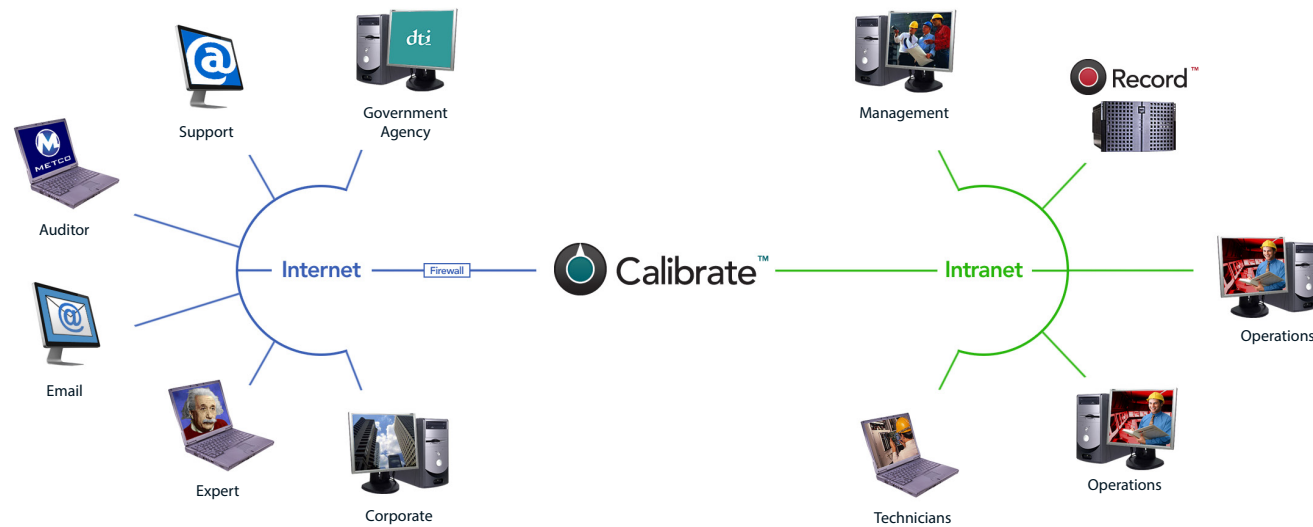 dti
Government
Agency
Support
METCO
Auditor
Email
Expert
Corporate
Internet
Firewall
Calibrate™
Intranet
Management
Record™
Operations
Operations
Technicians